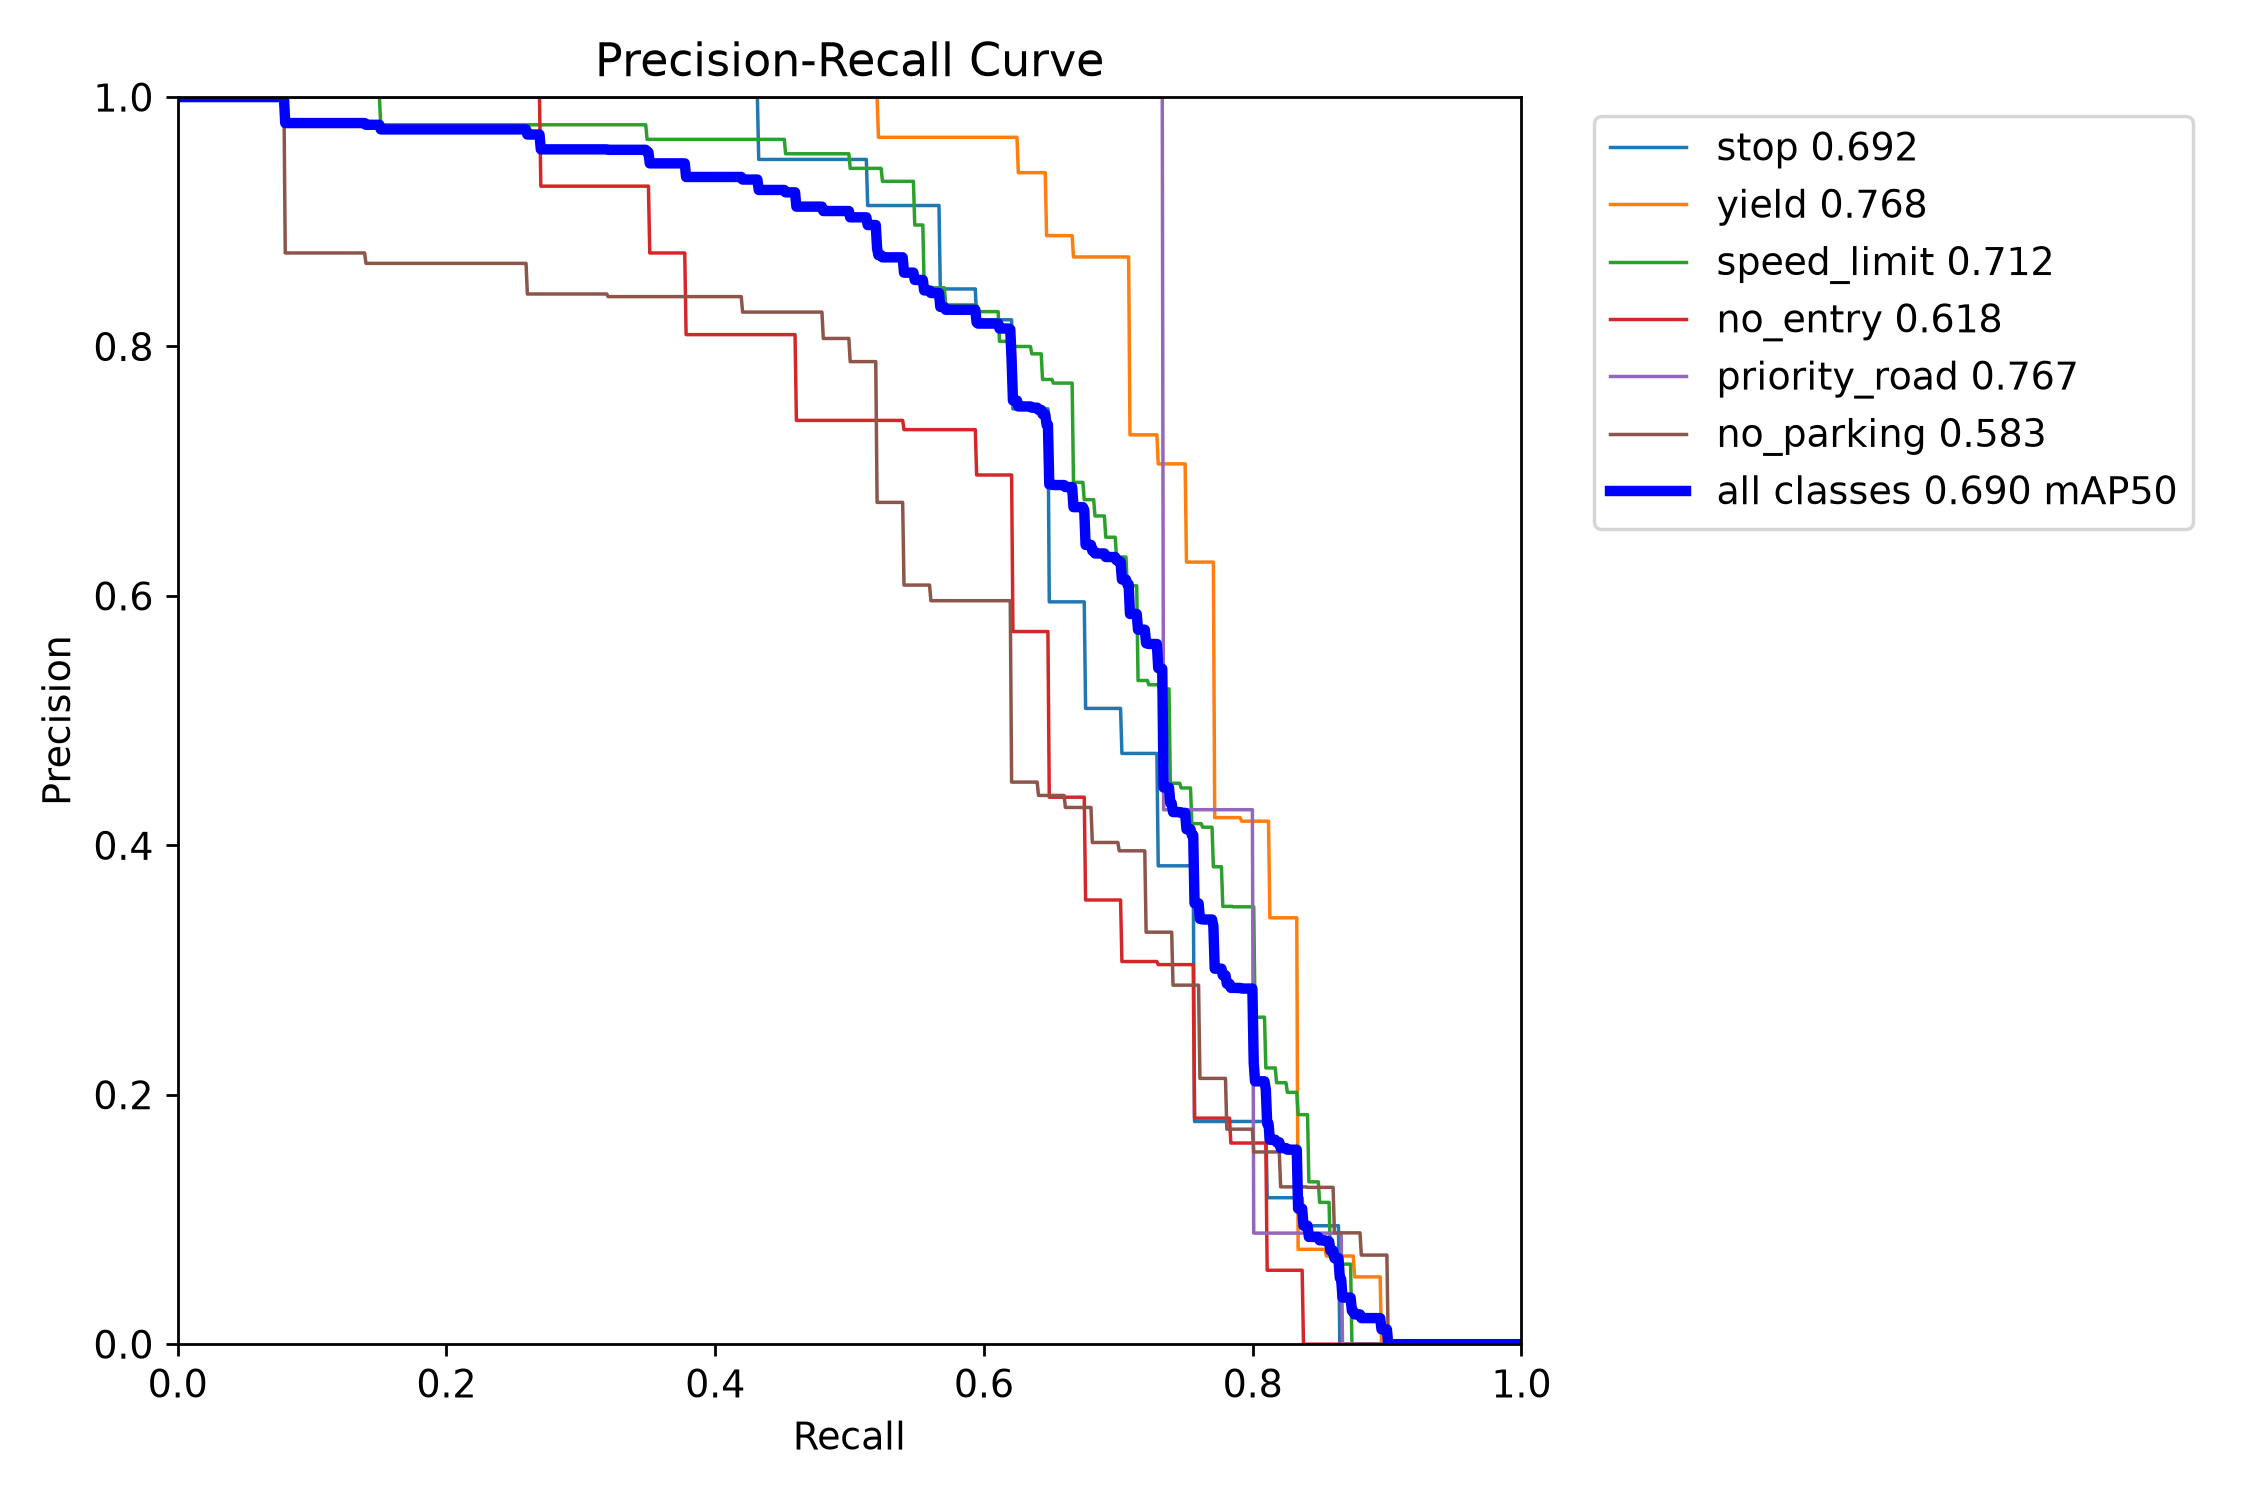 Precision-Recall Curve
1.0
0.8
0.6
0.4
0.2
0.0
Precision
0.0 0.2 0.4 0.6 0.8 1.0
Recall
stop 0.692
yield 0.768
speed_limit 0.712
no_entry 0.618
priority_road 0.767
no_parking 0.583
all classes 0.690 mAP50